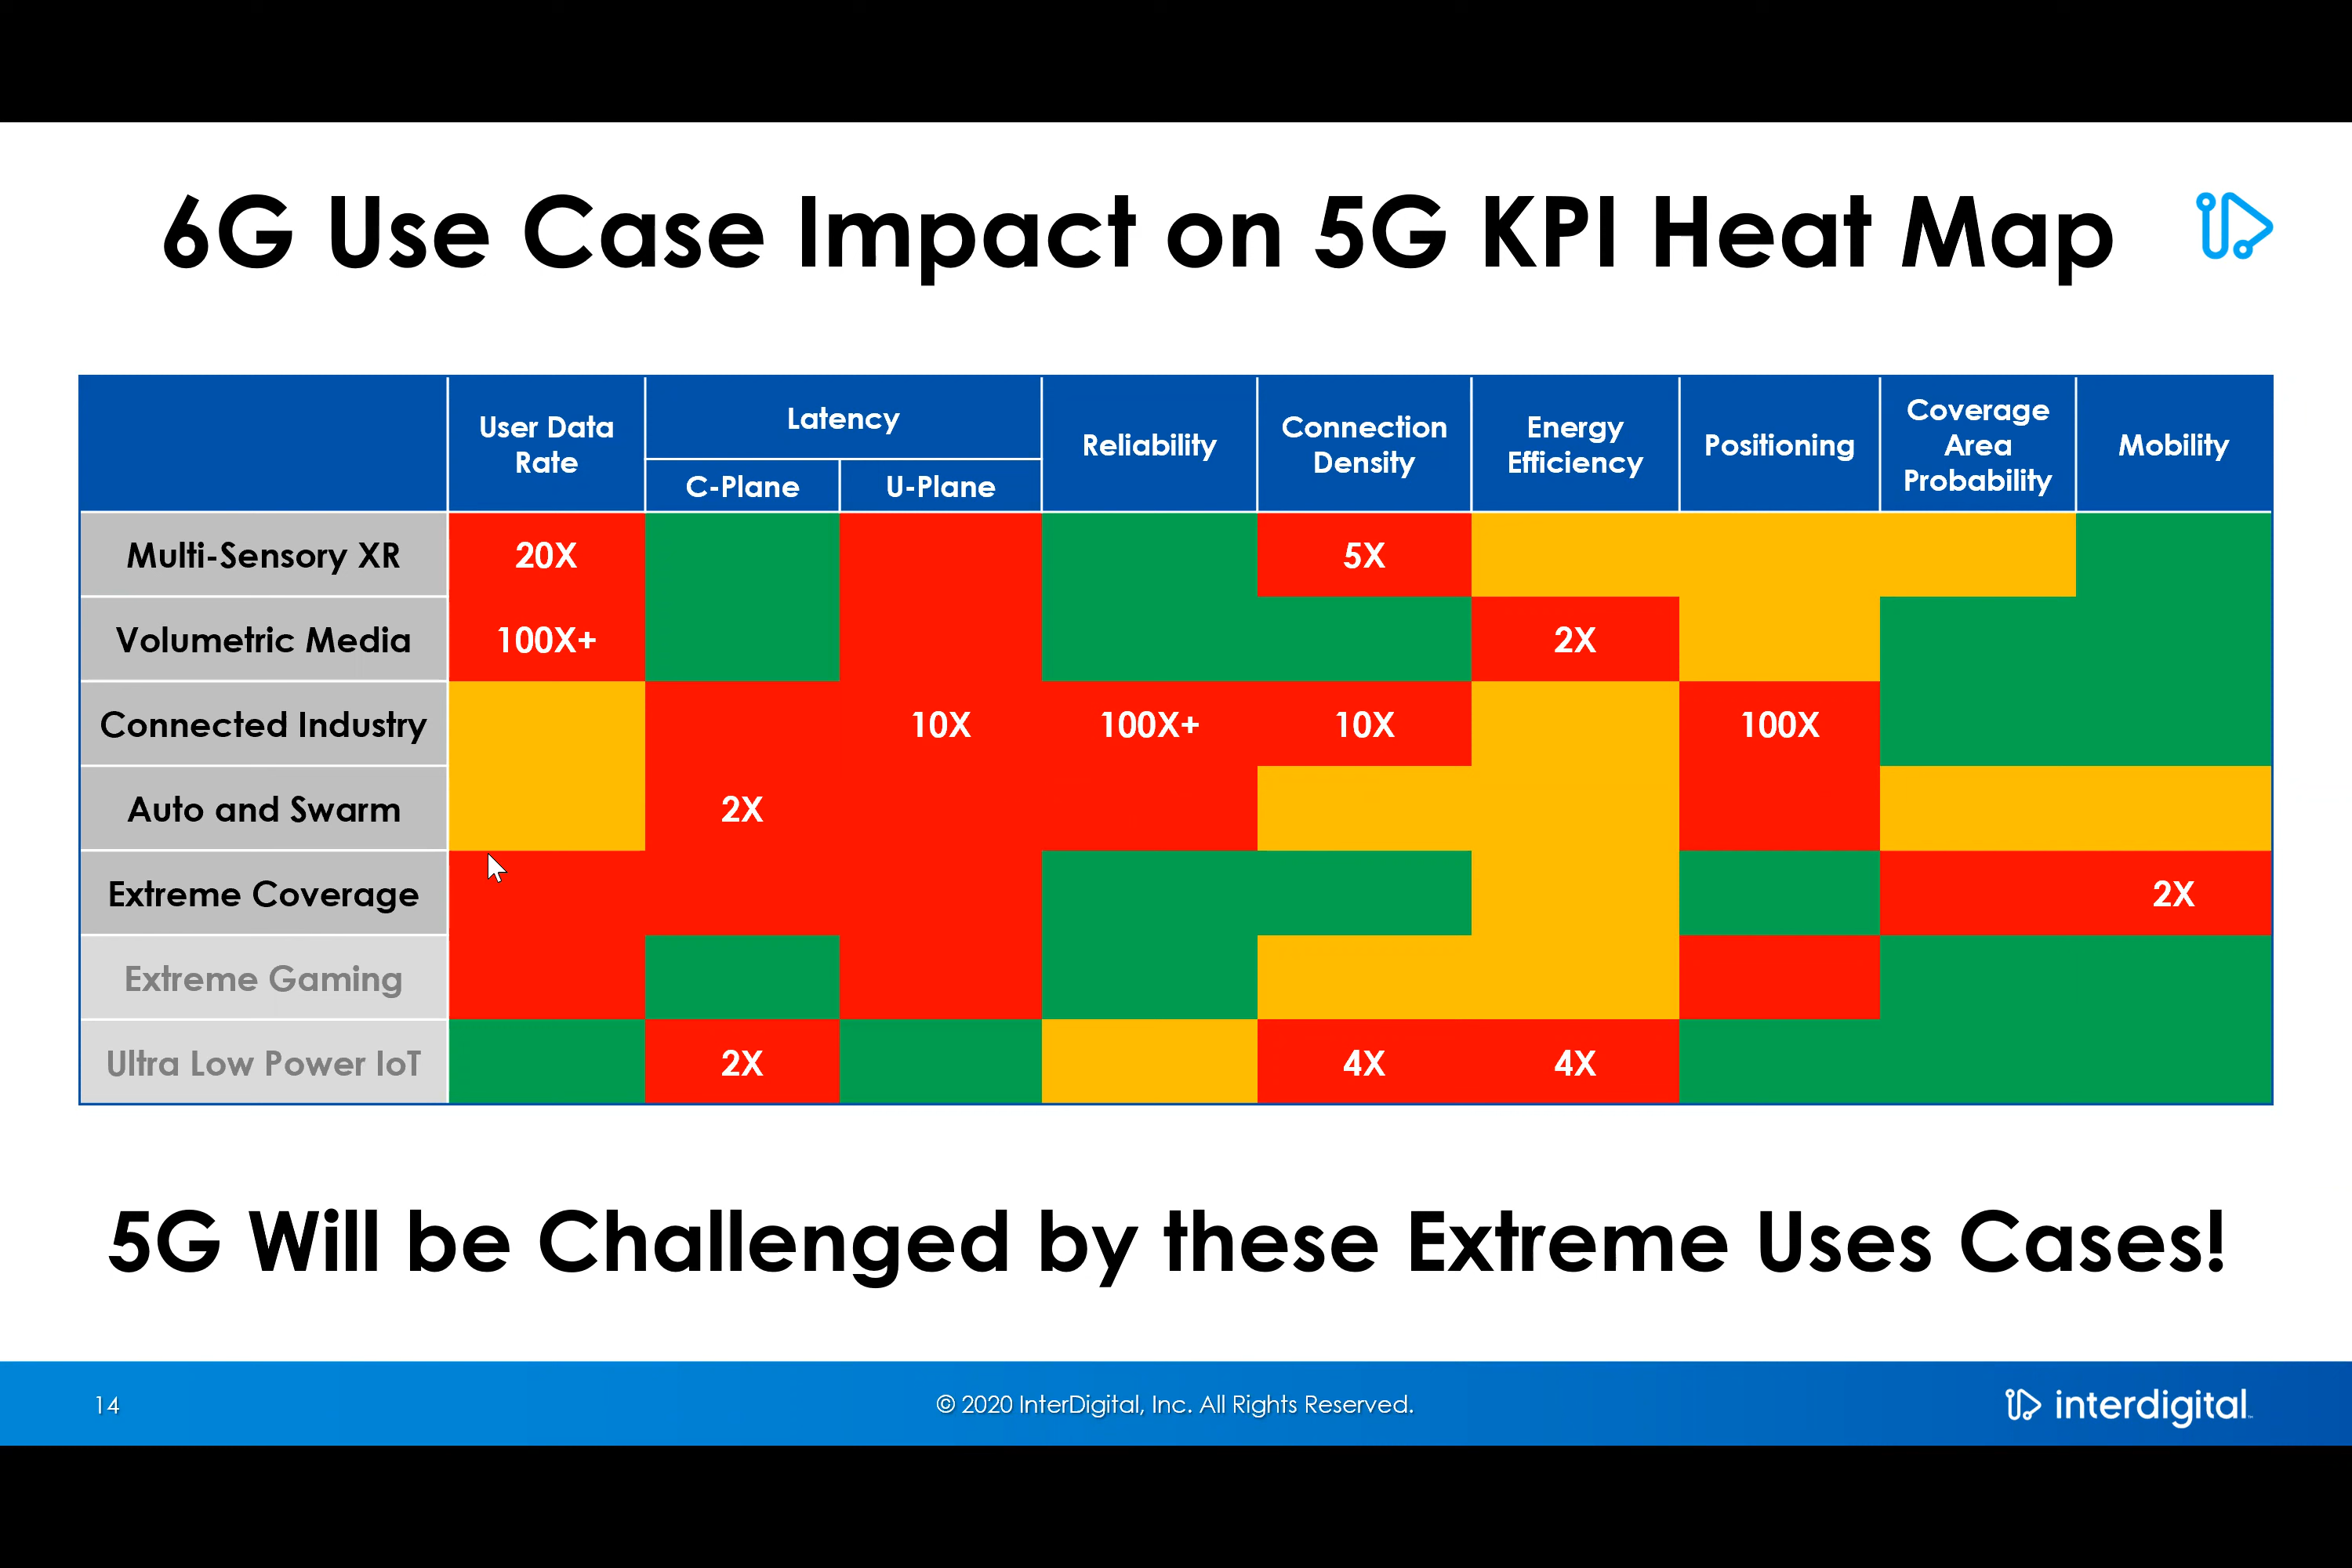 6G Use Case Impact on 5G KPI Heat Map
User Data
Rate
Latency
C-Plane
U-Plane
Reliability
Connection
Density
Energy
Efficiency
Positioning
Coverage
Area
Probability
Mobility
Multi-Sensory XR
20X
5X
Volumetric Media
100X+
2X
Connected Industry
10X
100X+
10X
100X
Auto and Swarm
2X
Extreme Coverage
2X
Extreme Gaming
Ultra Low Power IoT
2X
4X
4X
5G Will be Challenged by these Extreme Uses Cases!
14
© 2020 InterDigital, Inc. All Rights Reserved.
interdigital